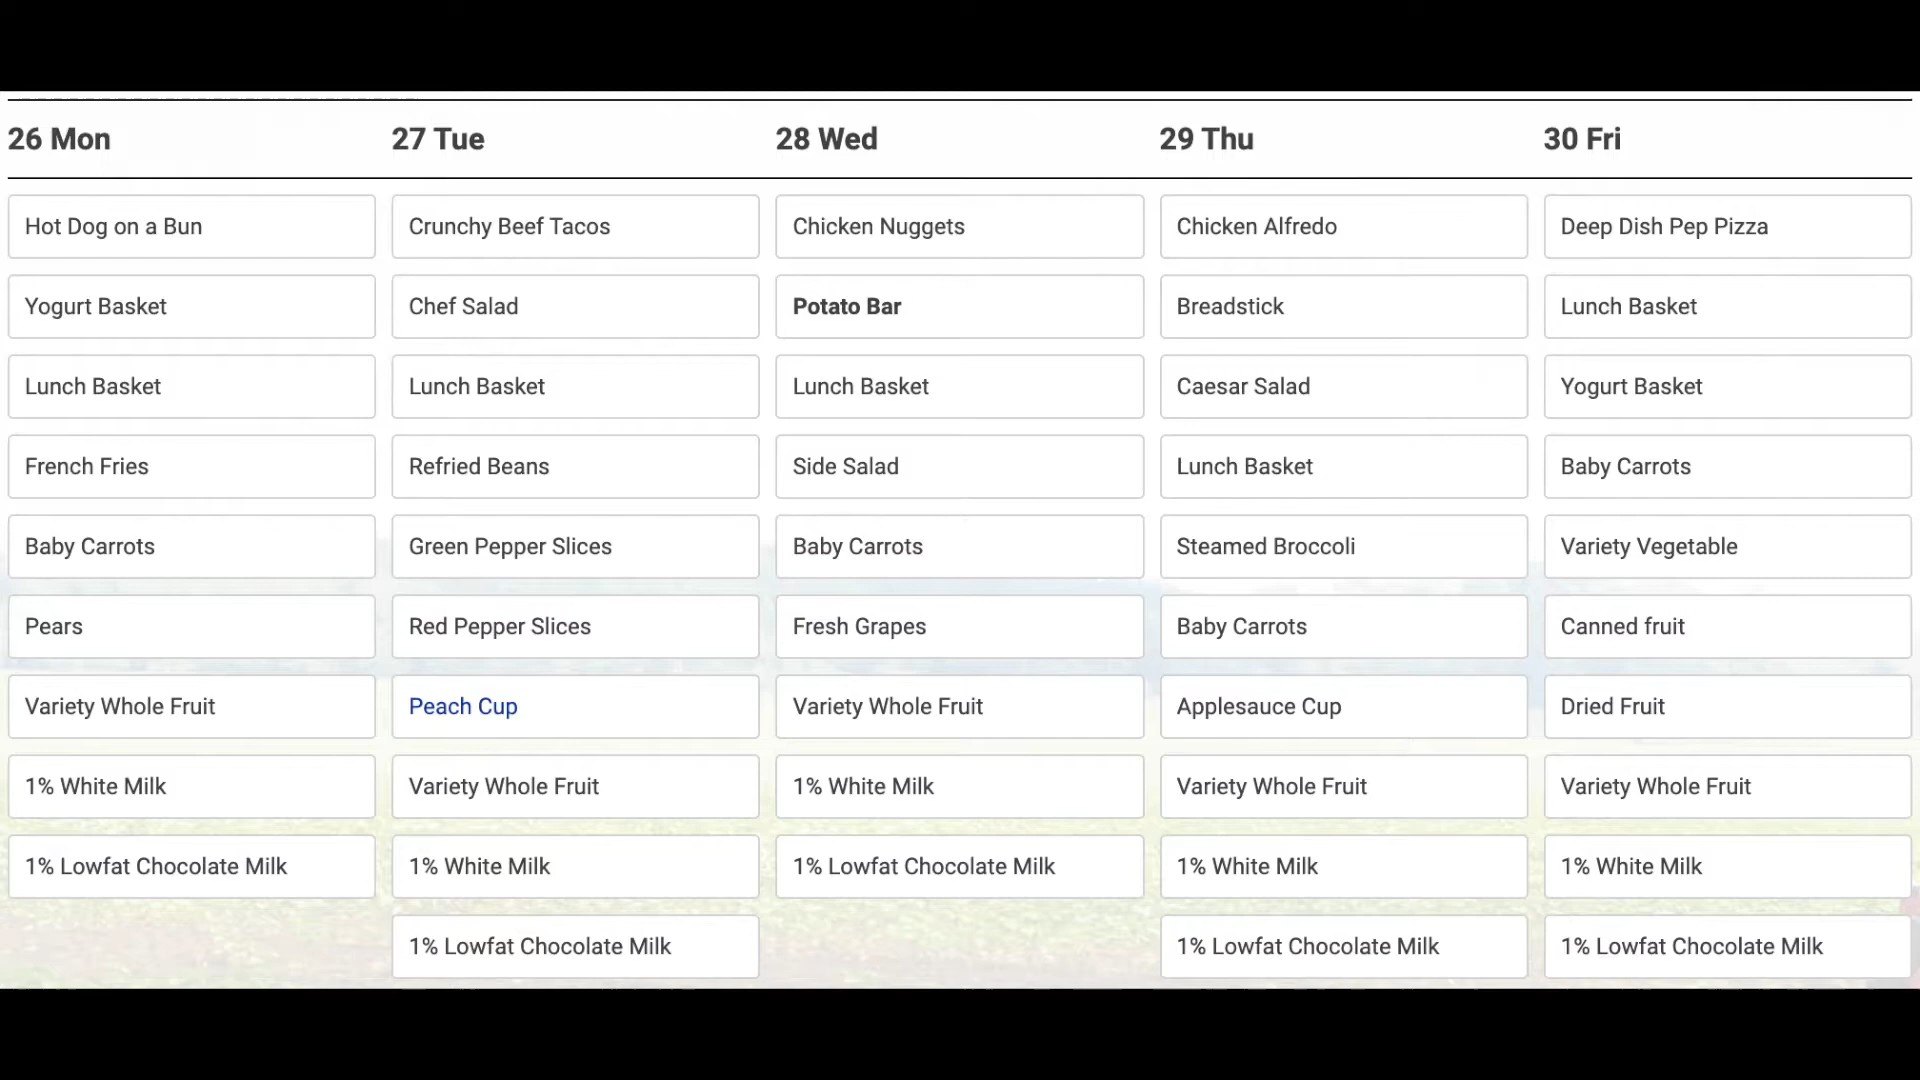 26 Mon
27 Tue
28 Wed
29 Thu
30 Fri
Hot Dog on a Bun
Yogurt Basket
Lunch Basket
French Fries
Baby Carrots
Pears
Variety Whole Fruit
1% White Milk
1% Lowfat Chocolate Milk
Crunchy Beef Tacos
Chef Salad
Lunch Basket
Refried Beans
Green Pepper Slices
Red Pepper Slices
Peach Cup
Variety Whole Fruit
1% White Milk
1% Lowfat Chocolate Milk
Chicken Nuggets
Potato Bar
Lunch Basket
Side Salad
Baby Carrots
Fresh Grapes
Variety Whole Fruit
1% White Milk
1% Lowfat Chocolate Milk
Chicken Alfredo
Breadstick
Caesar Salad
Lunch Basket
Steamed Broccoli
Baby Carrots
Applesauce Cup
Variety Whole Fruit
1% White Milk
1% Lowfat Chocolate Milk
Deep Dish Pep Pizza
Lunch Basket
Yogurt Basket
Baby Carrots
Variety Vegetable
Canned fruit
Dried Fruit
Variety Whole Fruit
1% White Milk
1% Lowfat Chocolate Milk